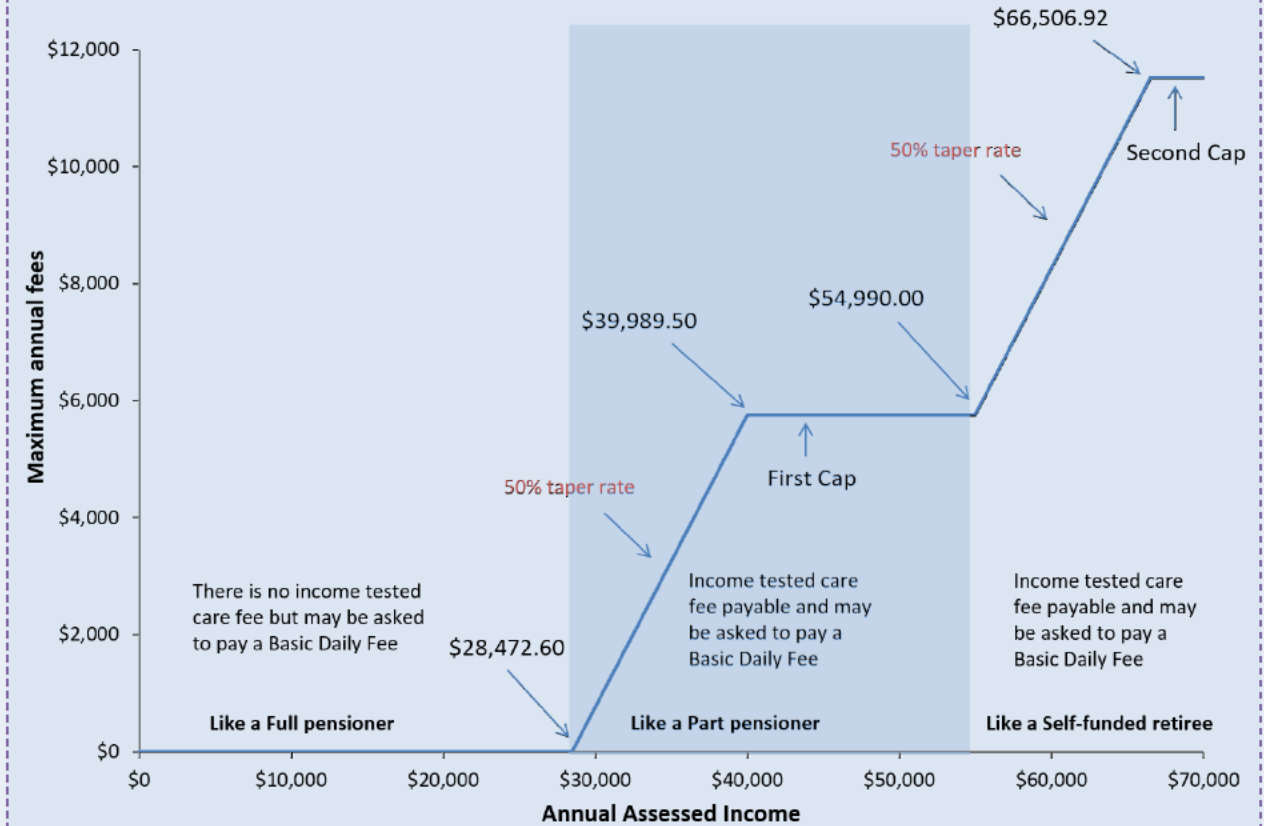 $66,506.92
$12,000
50% taper rate
Second Cap
$10,000
Maximum annual fees
$8,000
$54,990.00
$39,989.50
$6,000
First Cap
50% taper rate
$4,000
There is no income tested
care fee but may be asked
to pay a Basic Daily Fee
Income tested care
fee payable and may
be asked to pay a
Basic Daily Fee
Income tested care
fee payable and may
be asked to pay a
Basic Daily Fee
$2,000
$28,472.60
Like a Full pensioner
Like a Part pensioner
Like a Self-funded retiree
$0
$0
$10,000
$20,000
$30,000
$40,000
$50,000
$60,000
$70,000
Annual Assessed Income